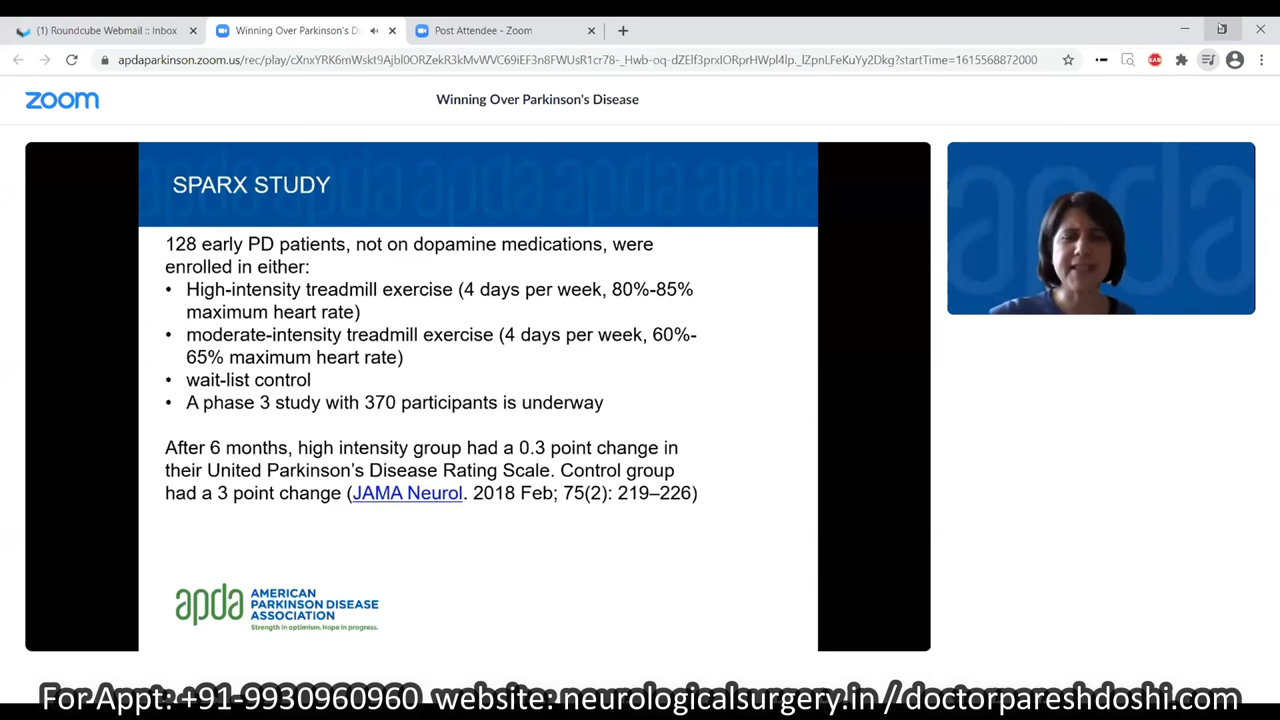 (1) Roundcube Webmail :: Inbox
Winning Over Parkinson's Di
Post Attendee - Zoom
apdaparkinson.zoom.us/rec/play/cXnxYRK6mWskt9Ajbl0ORZekREzMvWVC69iEF3n8FWUsR1cr78-_Hwb-oq-dZElf3prxIORprHWpl4lp._lZpnLFeKuYy2Dkg?startTime=1615568872000
zoom
Winning Over Parkinson's Disease
SPARX STUDY
128 early PD patients, not on dopamine medications, were
enrolled in either:
• High-intensity treadmill exercise (4 days per week, 80%-85%
maximum heart rate)
• moderate-intensity treadmill exercise (4 days per week, 60%-
65% maximum heart rate)
• wait-list control
• A phase 3 study with 370 participants is underway
After 6 months, high intensity group had a 0.3 point change in
their United Parkinson's Disease Rating Scale. Control group
had a 3 point change (JAMA Neurol. 2018 Feb; 75(2): 219–226)
apda
AMERICAN
PARKINSON DISEASE
ASSOCIATION
Strength in optimism. Hope in progress.
apda
For Appt: +91-9930960960 website: neurologicalsurgery.in / doctorpareshdoshi.com